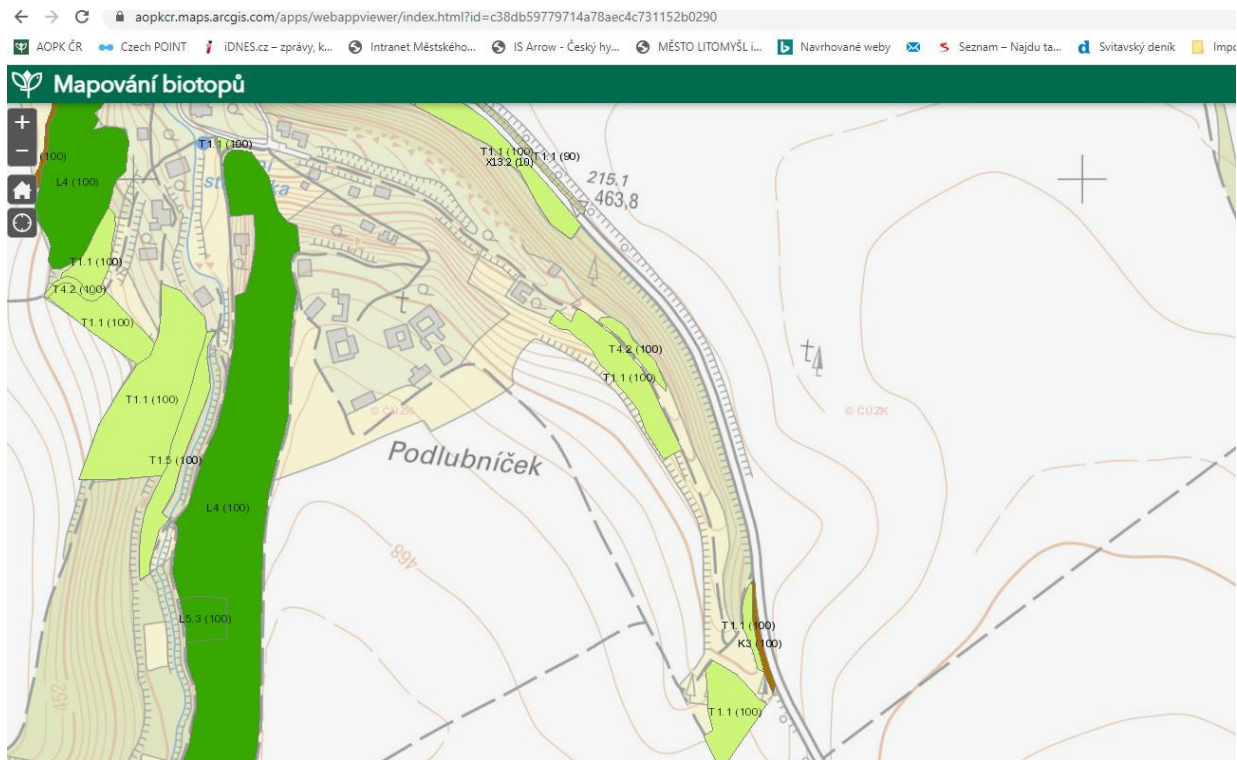 aopkcr.maps.arcgis.com/apps/webappviewer/index.html?id=c38db59779714a78aec4c731152b0290
AOPK ČR Czech POINT iDNES.cz – zprávy, k... Intranet Městského... IS Arrow - Český hy... MĚSTO LITOMYŠL i... Navrhované weby Seznam – Najdu ta... Svitavský deník Impo
Mapování biotopů
+
−
(100)
T1.1 (100)
L4 (100)
T1.1 (100)
T1.1 (90)
X13.2 (10)
215.1
463,8
T1.1 (100)
T4.2 (100)
T1.1 (100)
T4.2 (100)
T1.1 (100)
T1.1 (100)
© ČÚZK
© ČÚZK
Podlubníček
T1.5 (100)
L4 (100)
468
L5.3 (100)
T1.1 (100)
K3 (100)
452
T1.1 (100)